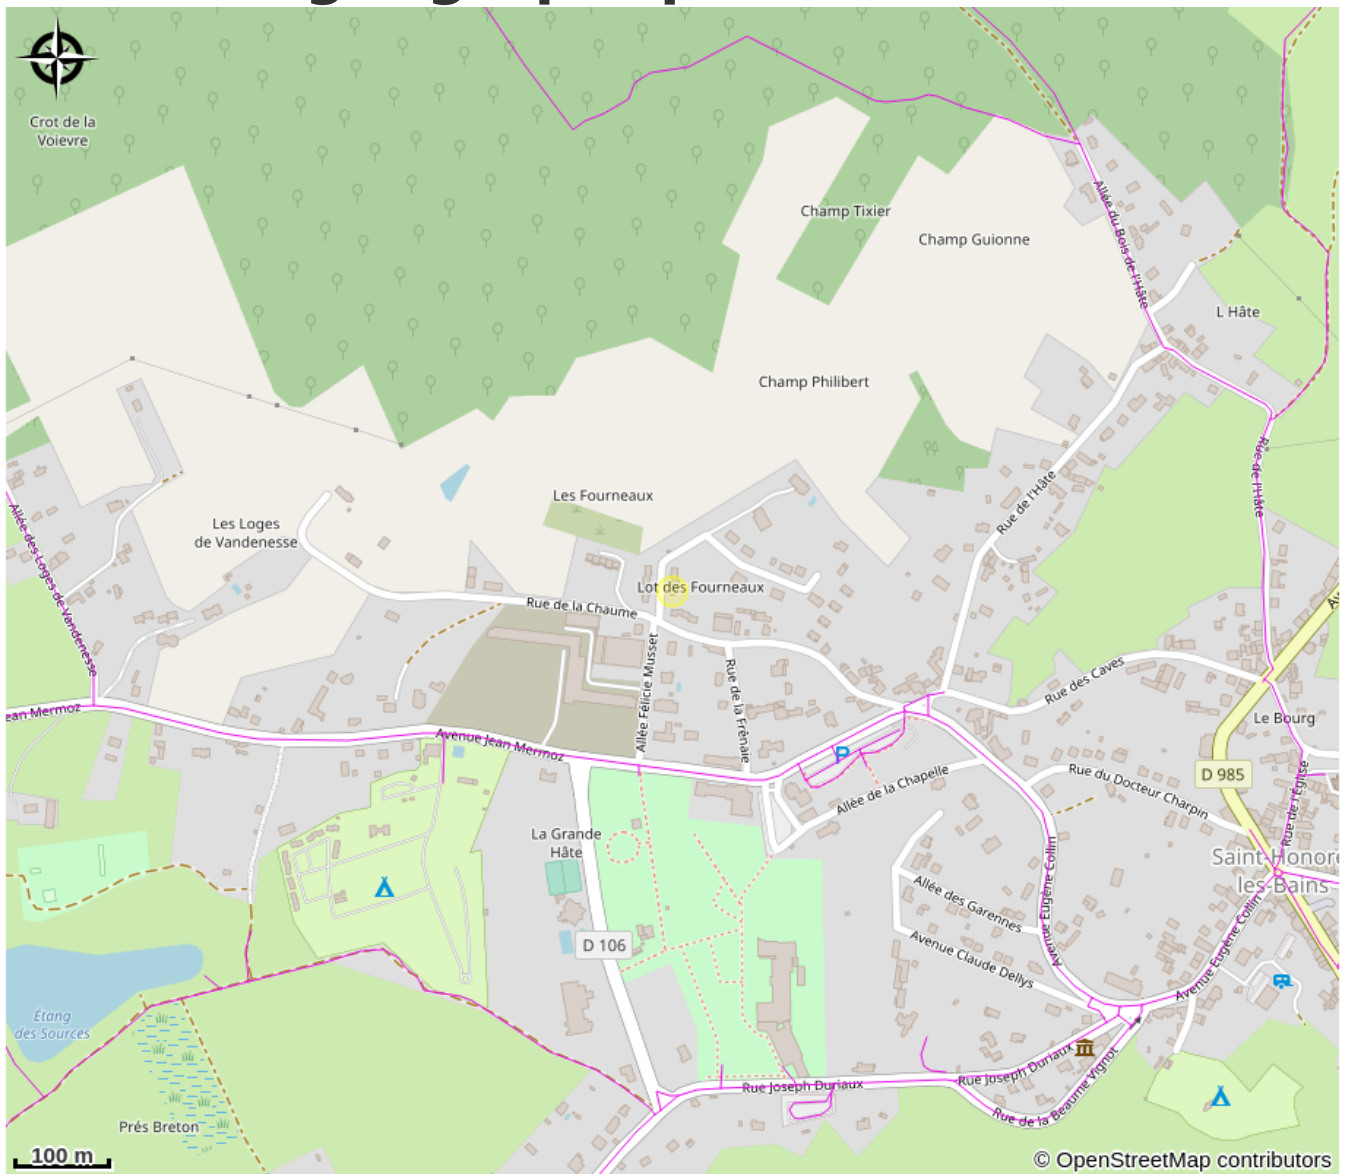 Crot de la
Voievre
Champ Tixier
Champ Guionne
Allée du Bois de l'Hâte
L Hâte
Champ Philibert
Rue de l'Hâte
Rue de l'Hâte
Les Fourneaux
Les Loges
de Vandenesse
Allée des Loges de Vandenesse
Lot des Fourneaux
Rue de la Chaume
Allée Félicie Musset
Rue de la Frénaie
Rue des Caves
Le Bourg
ean Mermoz
Avenue Jean Mermoz
P
Allée de la Chapelle
Rue du Docteur Charpin
D 985
Rue de l'Église
La Grande
Hâte
Saint-Honoré
les-Bains
Allée des Garennes
Avenue Eugène Collin
Avenue Eugène Collin
Avenue Claude Dellys
D 106
Étang
des Sources
Rue Joseph Duriaux
Rue Joseph Duriaux
Rue de la Beaume Vignot
Prés Breton
100 m
© OpenStreetMap contributors